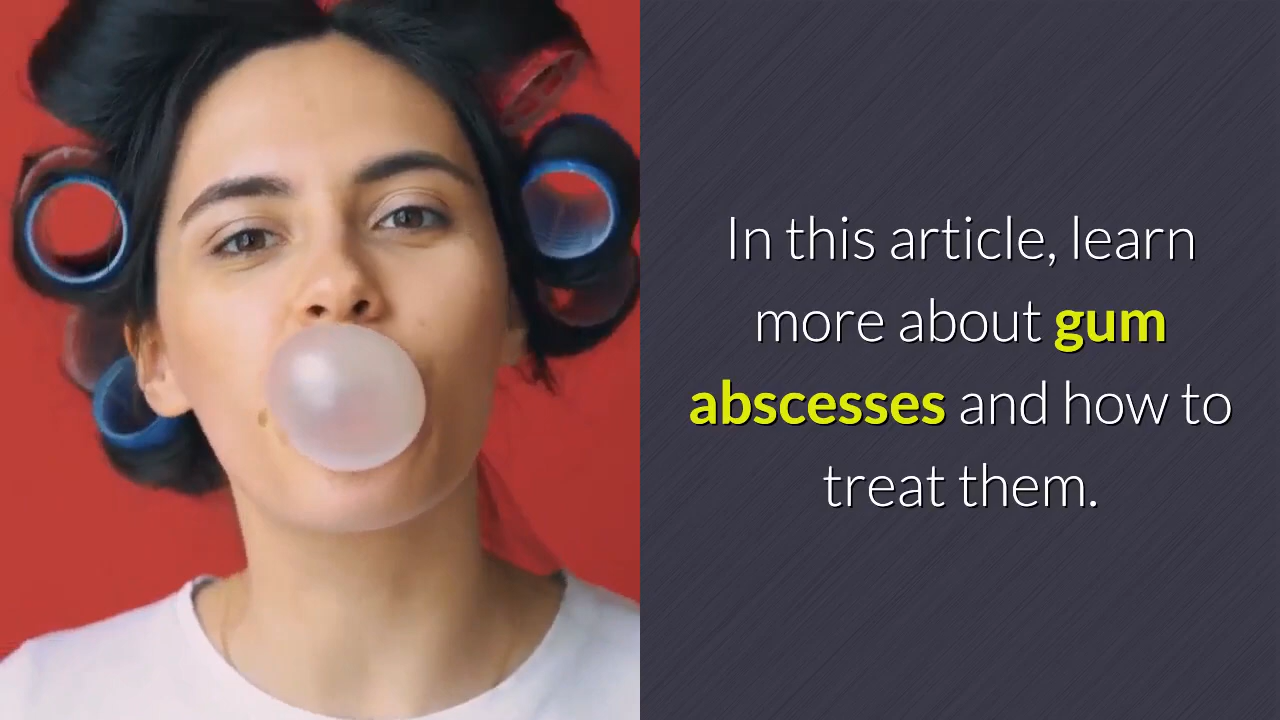 In this article, learn
more about gum
abscesses and how to
treat them.